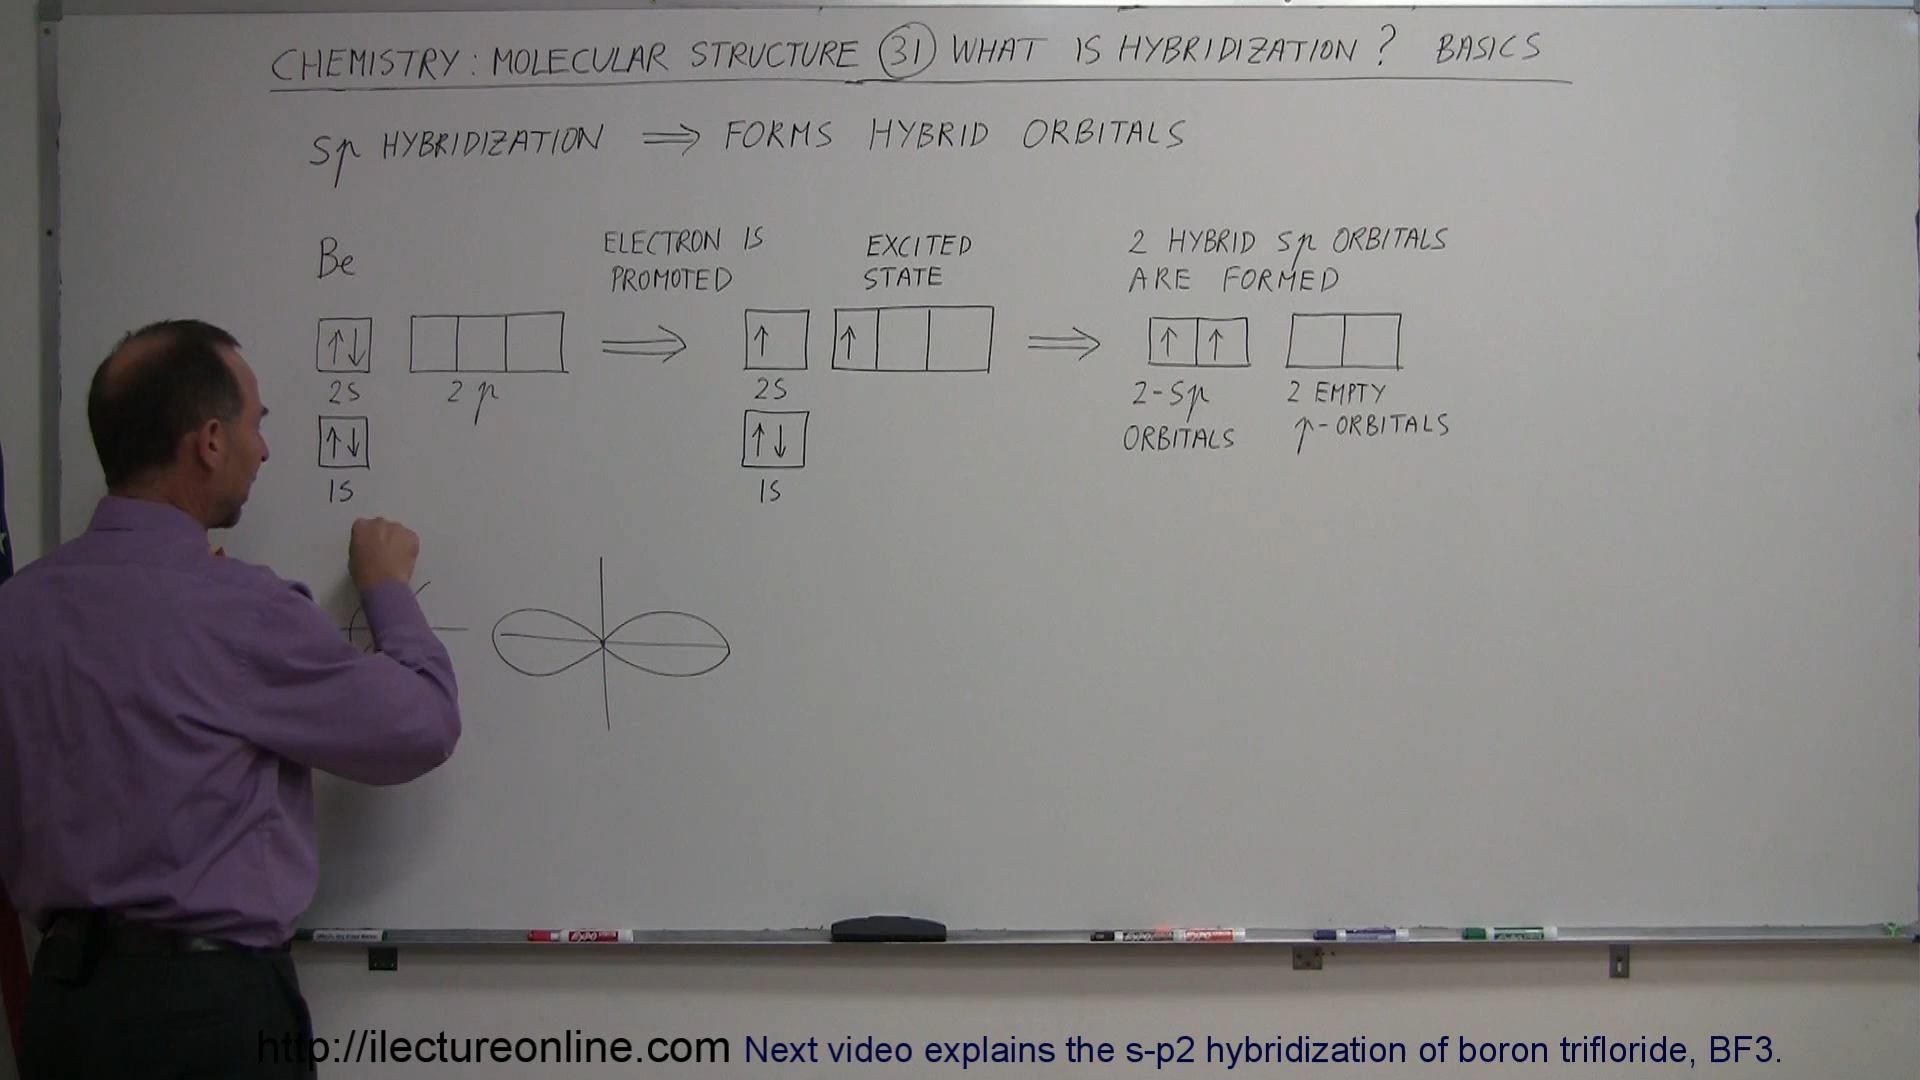 CHEMISTRY: MOLECULAR STRUCTURE 31 WHAT IS HYBRIDIZATION? BASICS
sp HYBRIDIZATION ⇒ FORMS HYBRID ORBITALS
Be
ELECTRON IS
PROMOTED
EXCITED
STATE
2 HYBRID sp ORBITALS
ARE FORMED
↑↓ ⇒ ↑ ↑ ⇒ ↑ ↑
2S 2p 2S
2-sp
ORBITALS
2 EMPTY
p-ORBITALS
↑↓ ↑↓
1S 1S
http://ilectureonline.com Next video explains the s-p2 hybridization of boron trifloride, BF3.